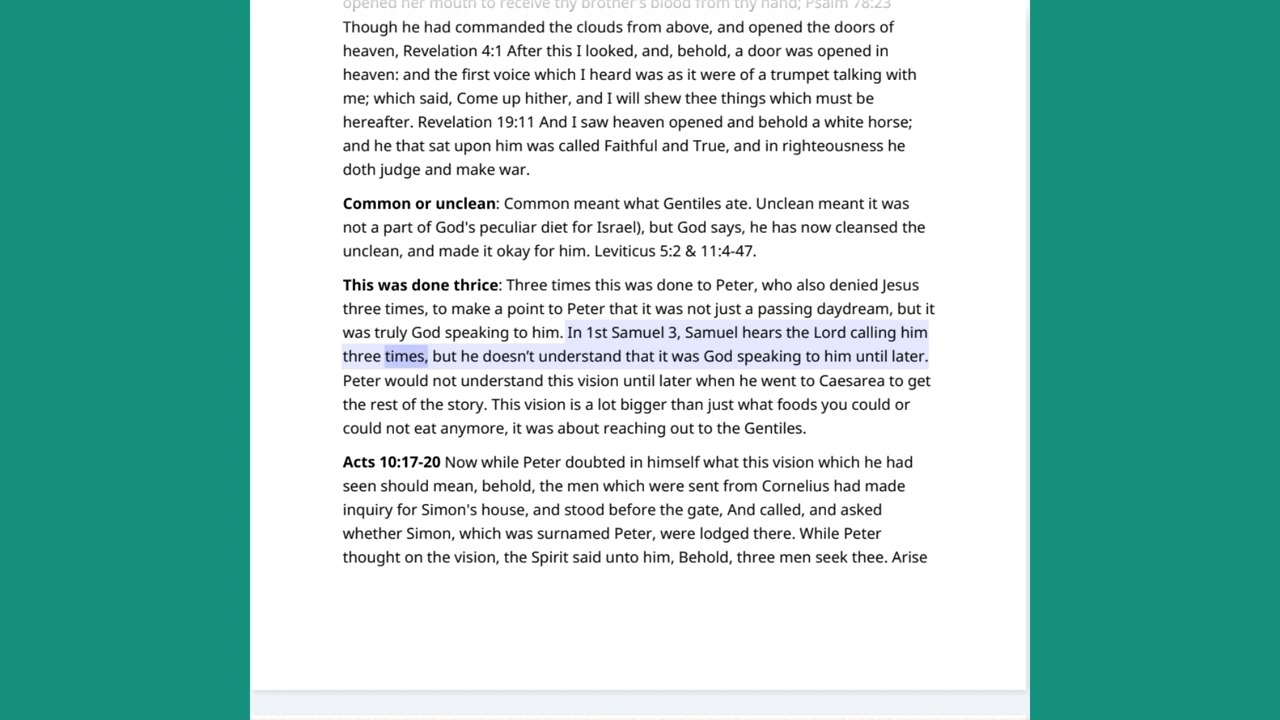 opened her mouth to receive thy brother's blood from thy hand; Psalm 78:23
Though he had commanded the clouds from above, and opened the doors of
heaven, Revelation 4:1 After this I looked, and, behold, a door was opened in
heaven: and the first voice which I heard was as it were of a trumpet talking with
me; which said, Come up hither, and I will shew thee things which must be
hereafter. Revelation 19:11 And I saw heaven opened and behold a white horse;
and he that sat upon him was called Faithful and True, and in righteousness he
doth judge and make war.
Common or unclean: Common meant what Gentiles ate. Unclean meant it was
not a part of God's peculiar diet for Israel), but God says, he has now cleansed the
unclean, and made it okay for him. Leviticus 5:2 & 11:4-47.
This was done thrice: Three times this was done to Peter, who also denied Jesus
three times, to make a point to Peter that it was not just a passing daydream, but it
was truly God speaking to him. In 1st Samuel 3, Samuel hears the Lord calling him
three times, but he doesn’t understand that it was God speaking to him until later.
Peter would not understand this vision until later when he went to Caesarea to get
the rest of the story. This vision is a lot bigger than just what foods you could or
could not eat anymore, it was about reaching out to the Gentiles.
Acts 10:17-20 Now while Peter doubted in himself what this vision which he had
seen should mean, behold, the men which were sent from Cornelius had made
inquiry for Simon's house, and stood before the gate, And called, and asked
whether Simon, which was surnamed Peter, were lodged there. While Peter
thought on the vision, the Spirit said unto him, Behold, three men seek thee. Arise